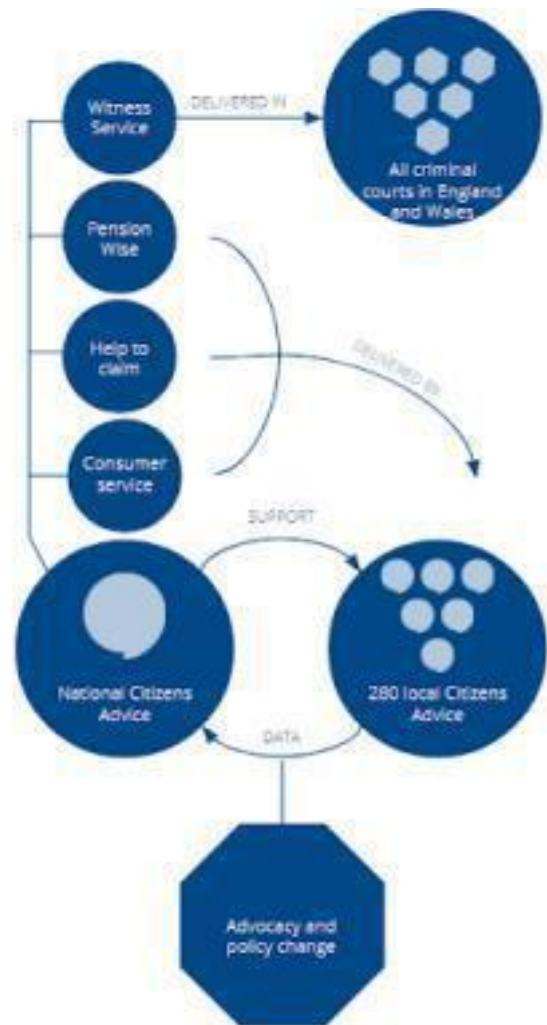 Witness
Service
DELIVERED IN
All criminal
courts in England
and Wales
Pension
Wise
Help to
claim
DELIVERED BY
Consumer
service
SUPPORT
National Citizens
Advice
280 local Citizens
Advice
DATA
Advocacy and
policy change